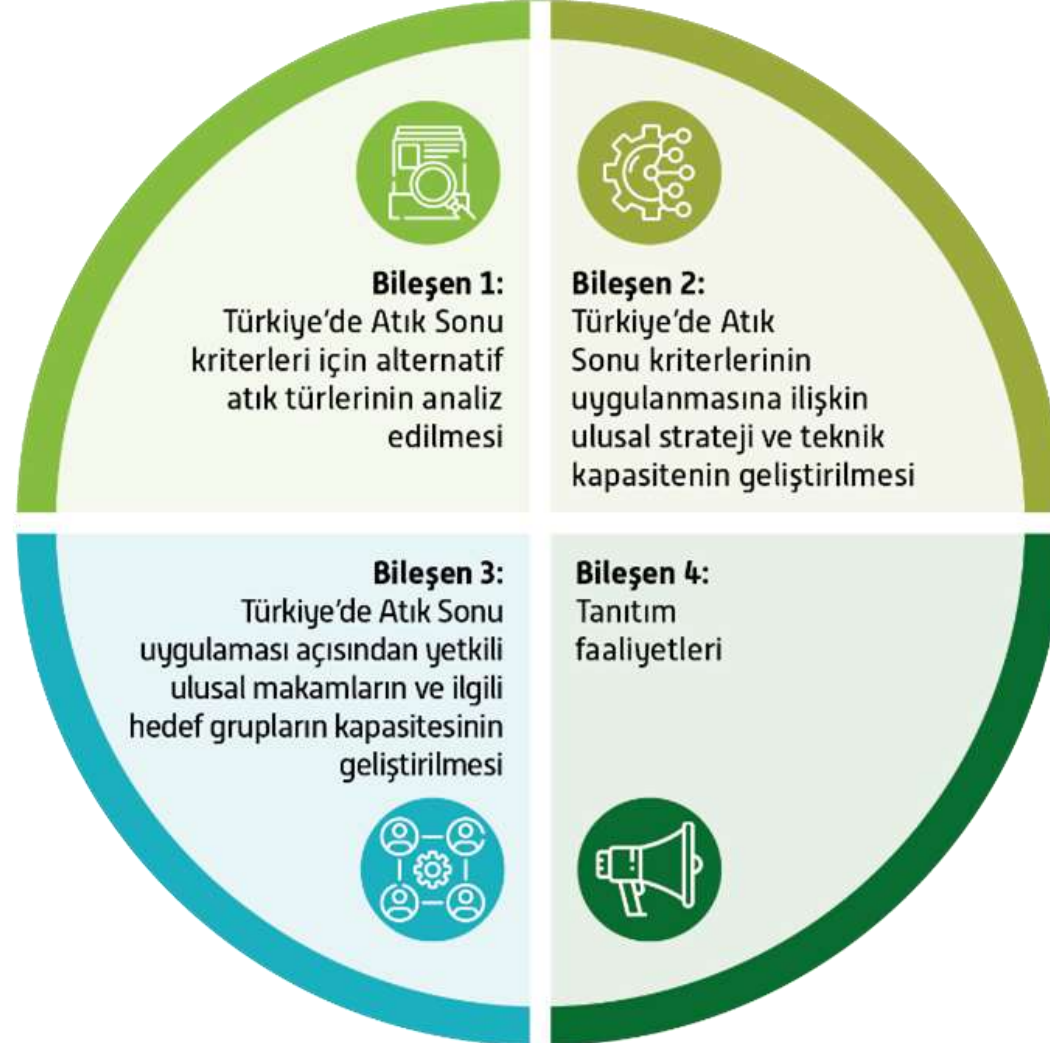 Bileşen 1:
Türkiye'de Atık Sonu
kriterleri için alternatif
atık türlerinin analiz
edilmesi
Bileşen 2:
Türkiye'de Atık
Sonu kriterlerinin
uygulanmasına ilişkin
ulusal strateji ve teknik
kapasitenin geliştirilmesi
Bileşen 3:
Türkiye'de Atık Sonu
uygulaması açısından yetkili
ulusal makamların ve ilgili
hedef grupların kapasitesinin
geliştirilmesi
Bileşen 4:
Tanıtım
faaliyetleri